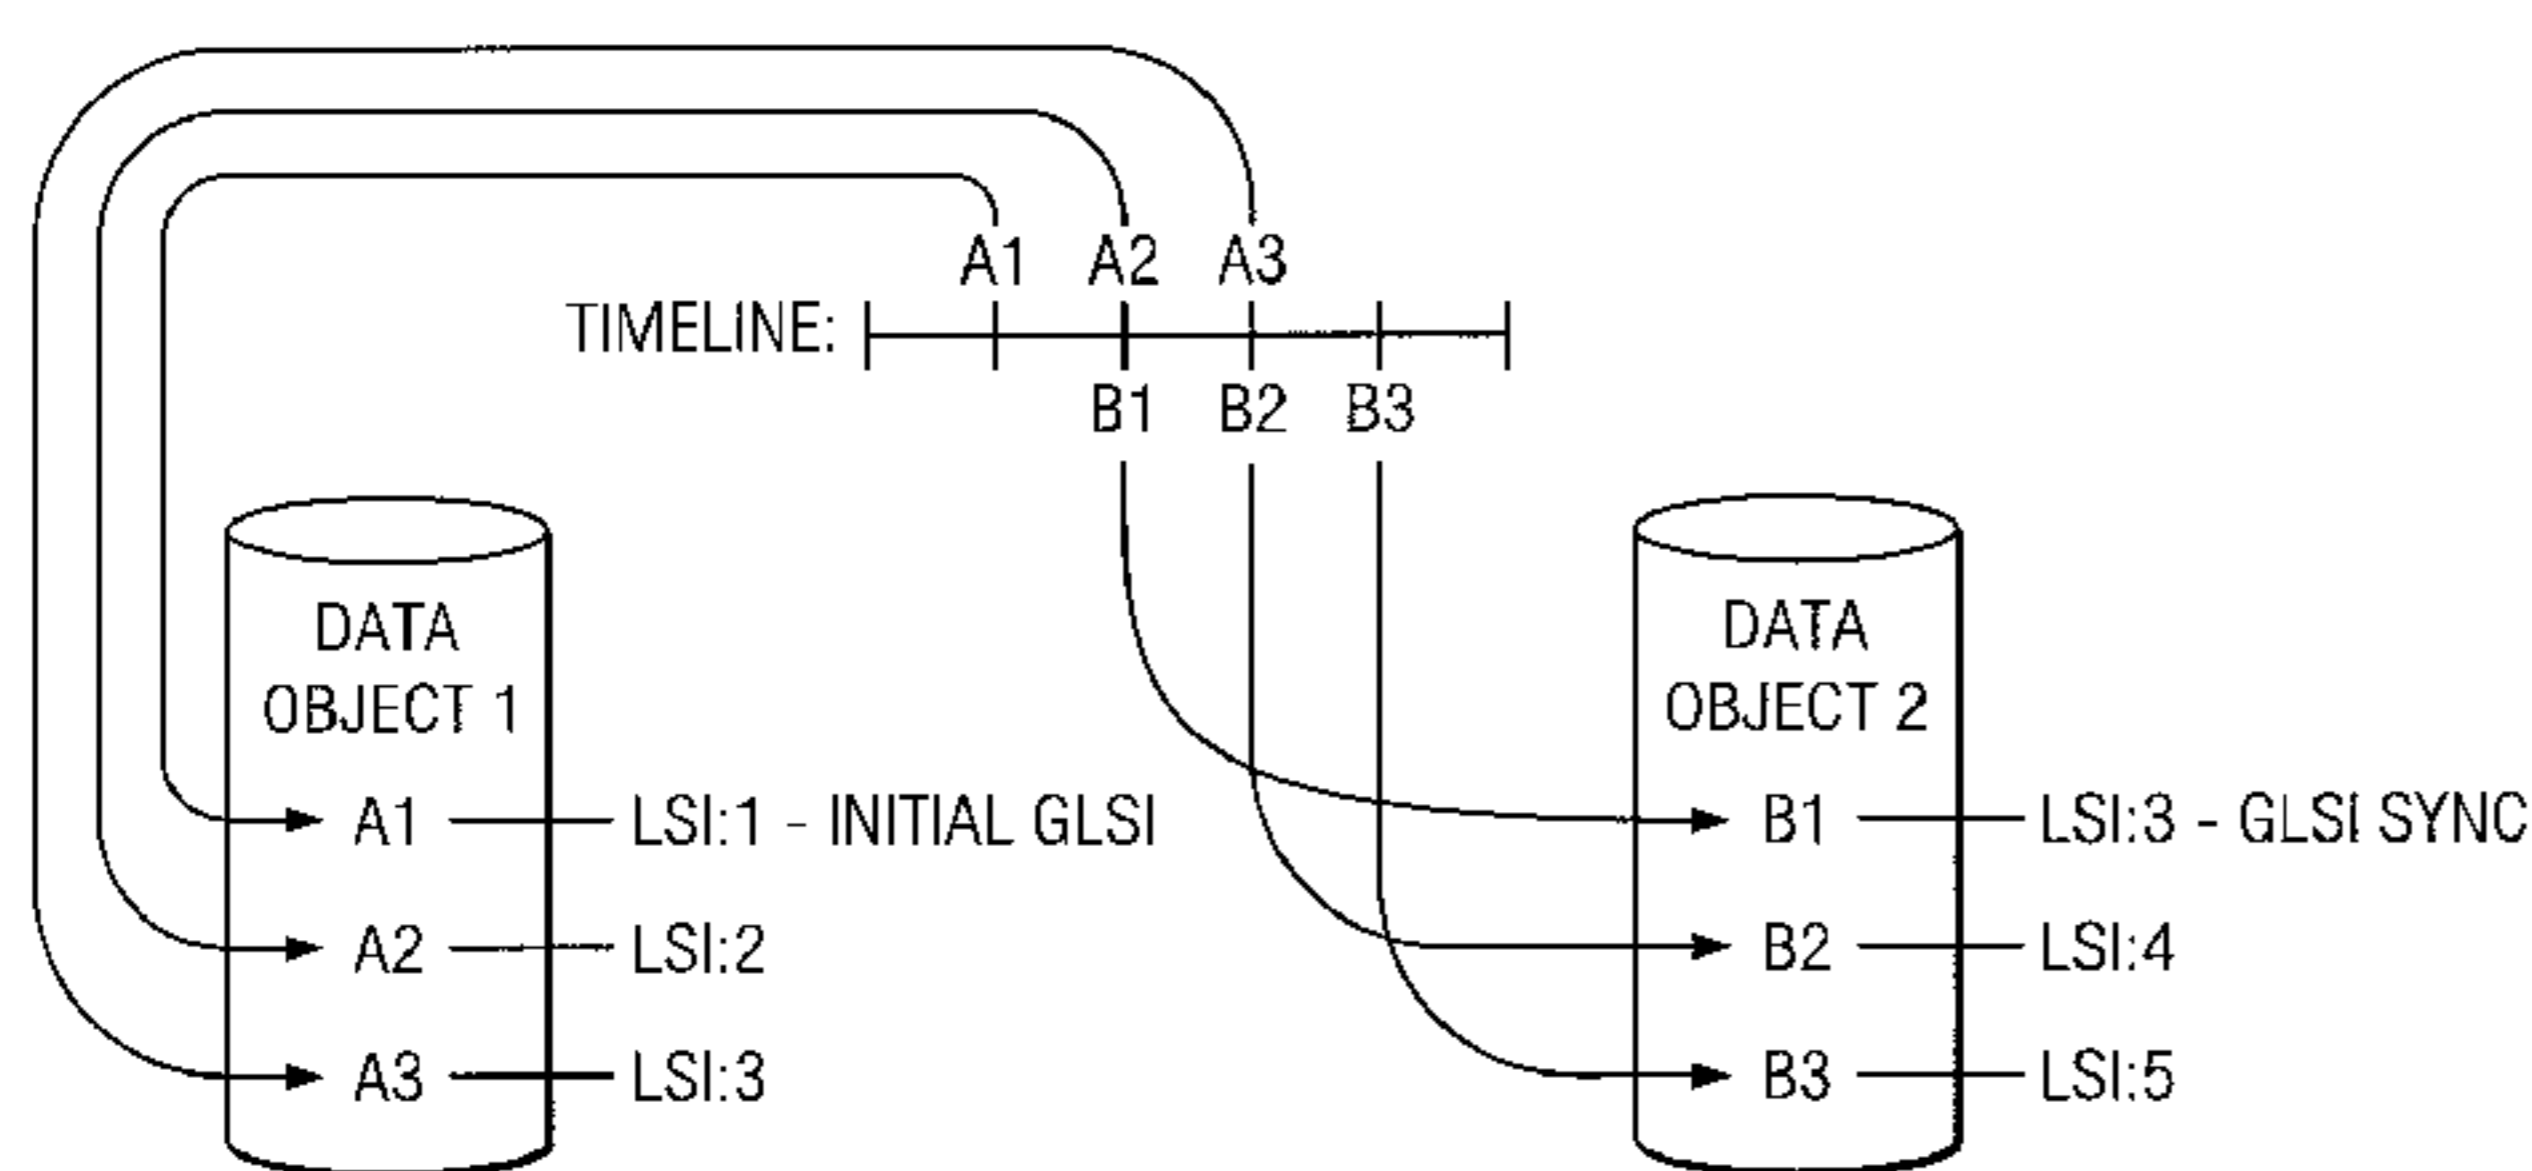 A1 A2 A3
TIMELINE:
B1 B2 B3
DATA
OBJECT 1
A1 LSI:1 - INITIAL GLSI
A2 LSI:2
A3 LSI:3
DATA
OBJECT 2
B1 LSI:3 - GLSI SYNC
B2 LSI:4
B3 LSI:5